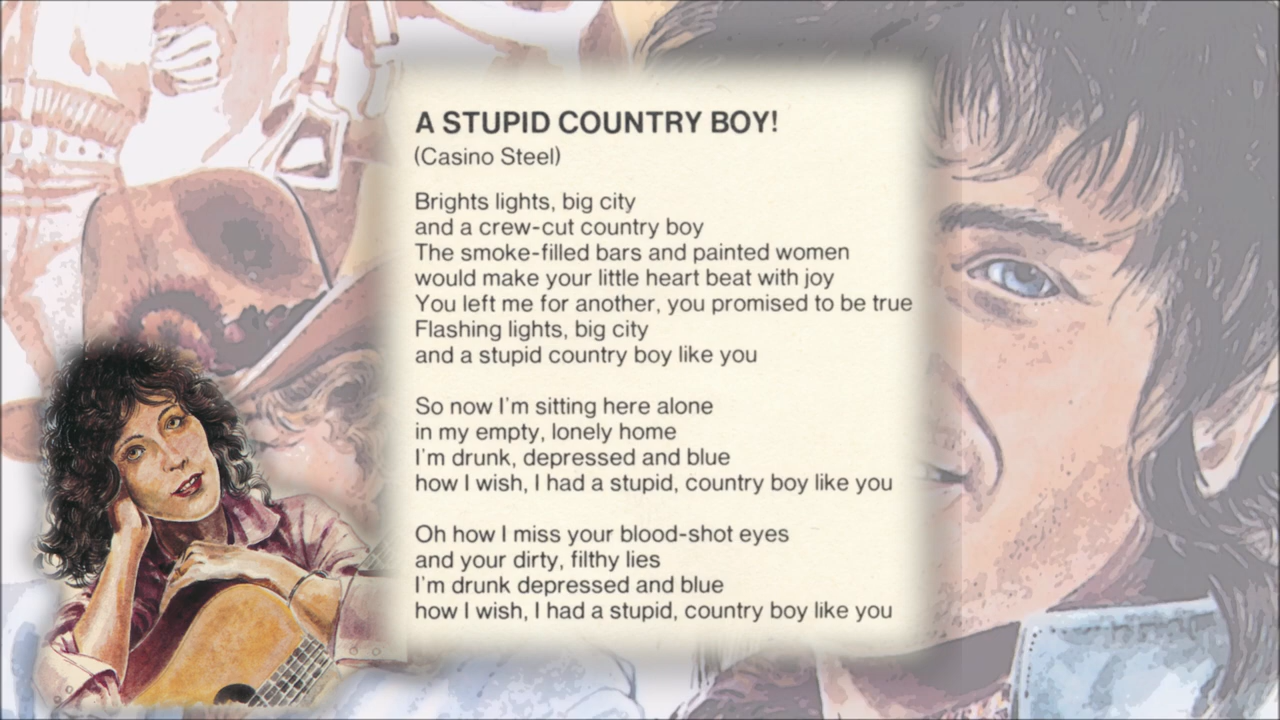 A STUPID COUNTRY BOY!
(Casino Steel)
Brights lights, big city
and a crew-cut country boy
The smoke-filled bars and painted women
would make your little heart beat with joy
You left me for another, you promised to be true
Flashing lights, big city
and a stupid country boy like you
So now I'm sitting here alone
in my empty, lonely home
I'm drunk, depressed and blue
how I wish, I had a stupid, country boy like you
Oh how I miss your blood-shot eyes
and your dirty, filthy lies
I'm drunk depressed and blue
how I wish, I had a stupid, country boy like you